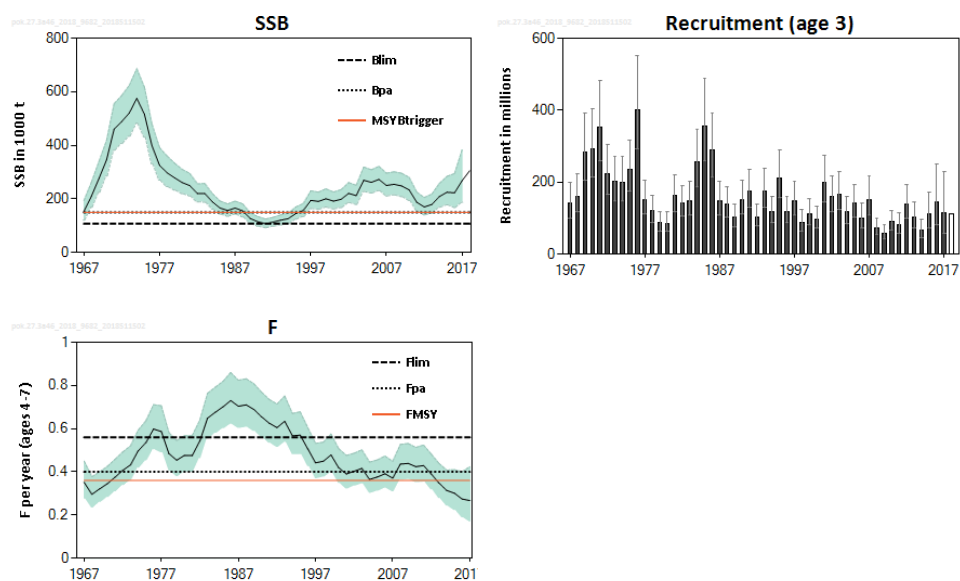 pok.27.3a46_2018_9602_2018511502
SSB
SSB in 1000 t
800
600
400
200
0
Blim
Bpa
MSYBtrigger
1967
1977
1987
1997
2007
2017
Recruitment (age 3)
Recruitment in millions
600
400
200
0
1967
1977
1987
1997
2007
2017
F
F per year (ages 4-7)
1
0.8
0.6
0.4
0.2
0
Flim
Fpa
FMSY
1967
1977
1987
1997
2007
201